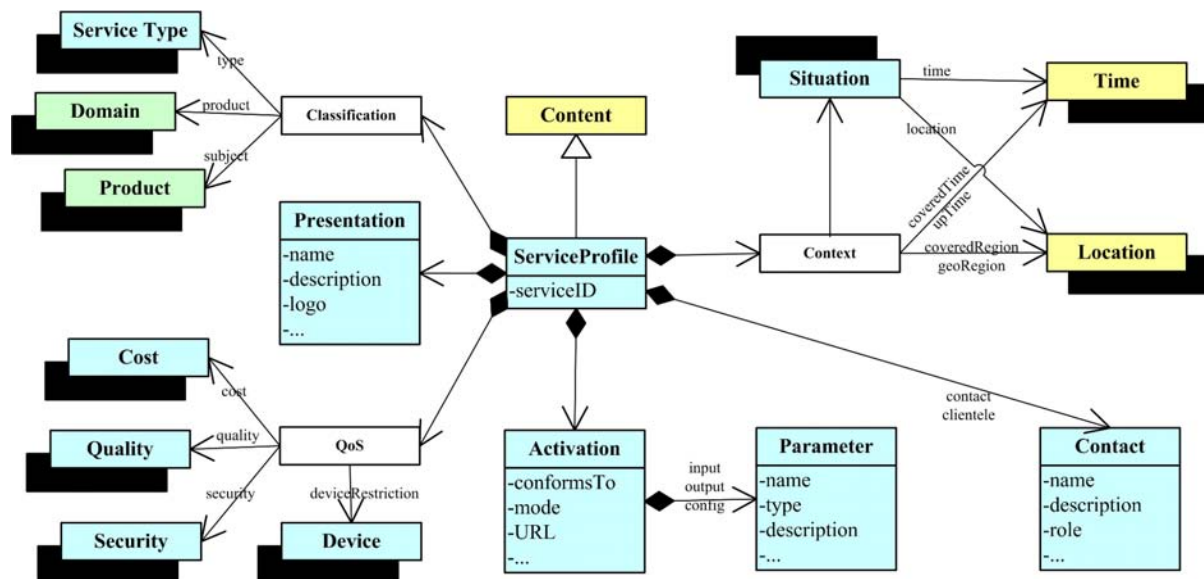 Service Type
type
Domain
product
Classification
subject
Product
Content
Situation
time
Time
location
coveredTime
upTime
Context
coveredRegion
geoRegion
Location
Presentation
-name
-description
-logo
-...
ServiceProfile
-serviceID
Cost
cost
Quality
quality
QoS
security
Security
deviceRestriction
Device
Activation
-conformsTo
-mode
-URL
-...
input
output
config
Parameter
-name
-type
-description
-...
contact
clientele
Contact
-name
-description
-role
-...